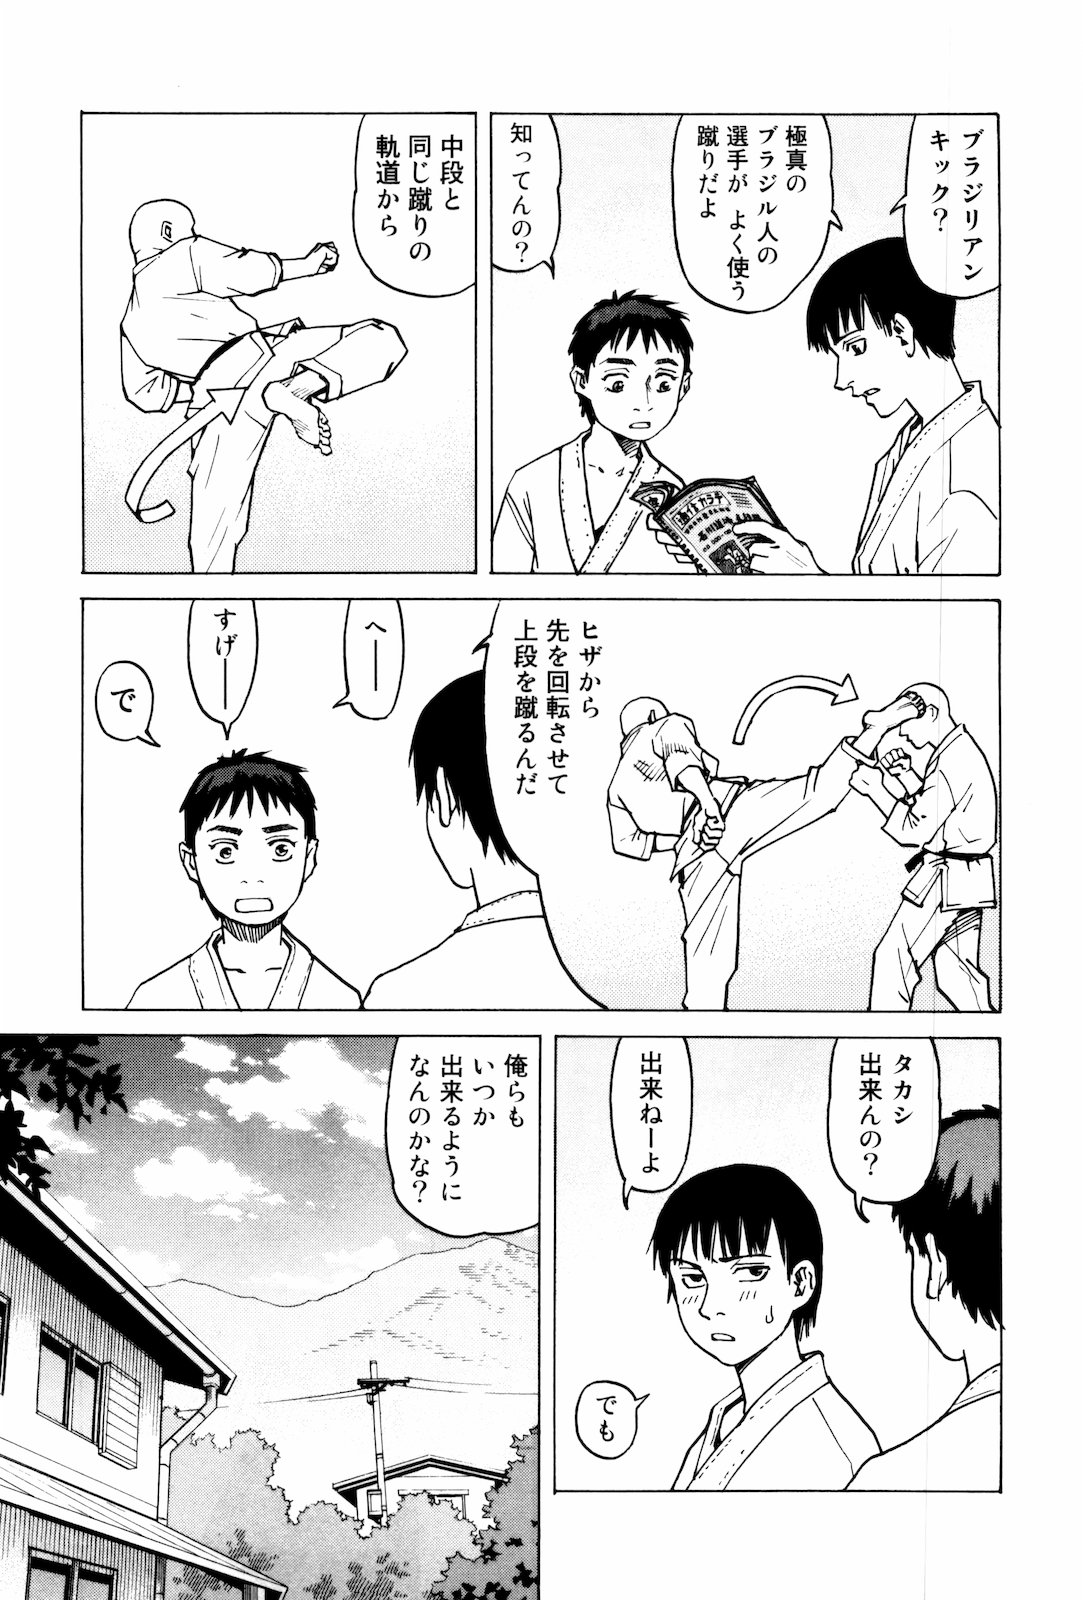 ブラジリアン
キック?
極真の
ブラジル人の
選手が よく使う
蹴りだよ
知ってんの?
中段と
同じ蹴りの
軌道から
ヒザから
先を回転させて
上段を蹴るんだ
へー
すげー
で
タカシ
出来んの?
出来ねーよ
でも
俺らも
いつか
出来るように
なんのかな?